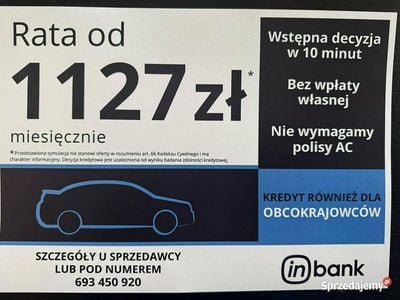 Rata od
1127 zł*
miesięcznie
* Przedstawiona symulacja nie stanowi oferty w rozumieniu art. 66 Kodeksu Cywilnego i ma
charakter informacyjny. Decyzja kredytowa jest uzależniona od wyniku badania zdolności kredytowej.
Wstępna decyzja
w 10 minut
Bez wpłaty
własnej
Nie wymagamy
polisy AC
KREDYT RÓWNIEŻ DLA
OBCOKRAJOWCÓW
SZCZEGÓŁY U SPRZEDAWCY
LUB POD NUMEREM
693 450 920
inbank
Sprzedajemy